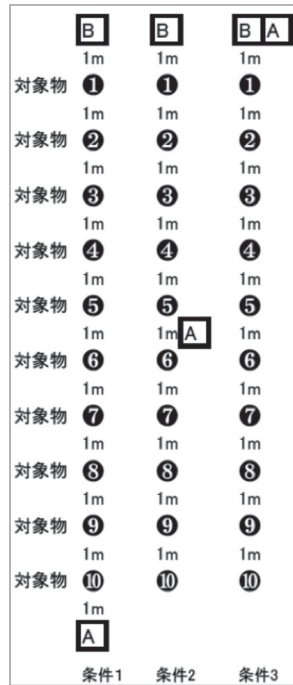 B B B A
1m 1m 1m
対象物 ❶ ❶ ❶
1m 1m 1m
対象物 ❷ ❷ ❷
1m 1m 1m
対象物 ❸ ❸ ❸
1m 1m 1m
対象物 ❹ ❹ ❹
1m 1m 1m
対象物 ❺ ❺ ❺
1m 1m A 1m
対象物 ❻ ❻ ❻
1m 1m 1m
対象物 ❼ ❼ ❼
1m 1m 1m
対象物 ❽ ❽ ❽
1m 1m 1m
対象物 ❾ ❾ ❾
1m 1m 1m
対象物 ❿ ❿ ❿
1m
A
条件1 条件2 条件3